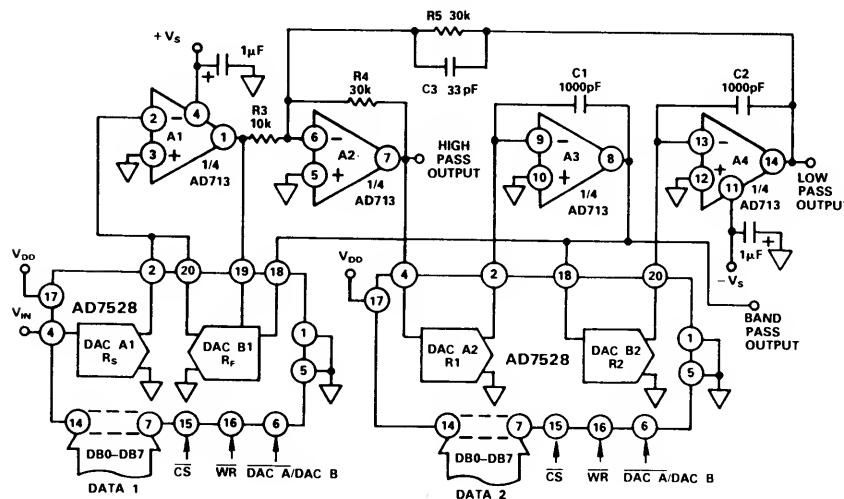 R5 30k
C3 33 pF
+VS
1µF
+
R4
30k
C1
1000pF
C2
1000pF
R3
10k
2 − 4 A1 1
3 +
1/4
AD713
6 − A2 7
5 +
1/4
AD713
HIGH
PASS
OUTPUT
9 − A3 8
10 +
1/4
AD713
13 − A4 14
12 + 11
1/4
AD713
LOW
PASS
OUTPUT
1µF +
−VS
BAND
PASS
OUTPUT
VDD
17
2 20 19 18
VIN
4
AD7528
DAC A1
RS
DAC B1
RF
1
5
14 7 15 16 6
DB0–DB7
CS WR DAC A/DAC B
DATA 1
VDD
17
4 2 18 20
DAC A2
R1
AD7528
DAC B2
R2
1
5
14 7 15 16 6
DB0–DB7
CS WR DAC A/DAC B
DATA 2